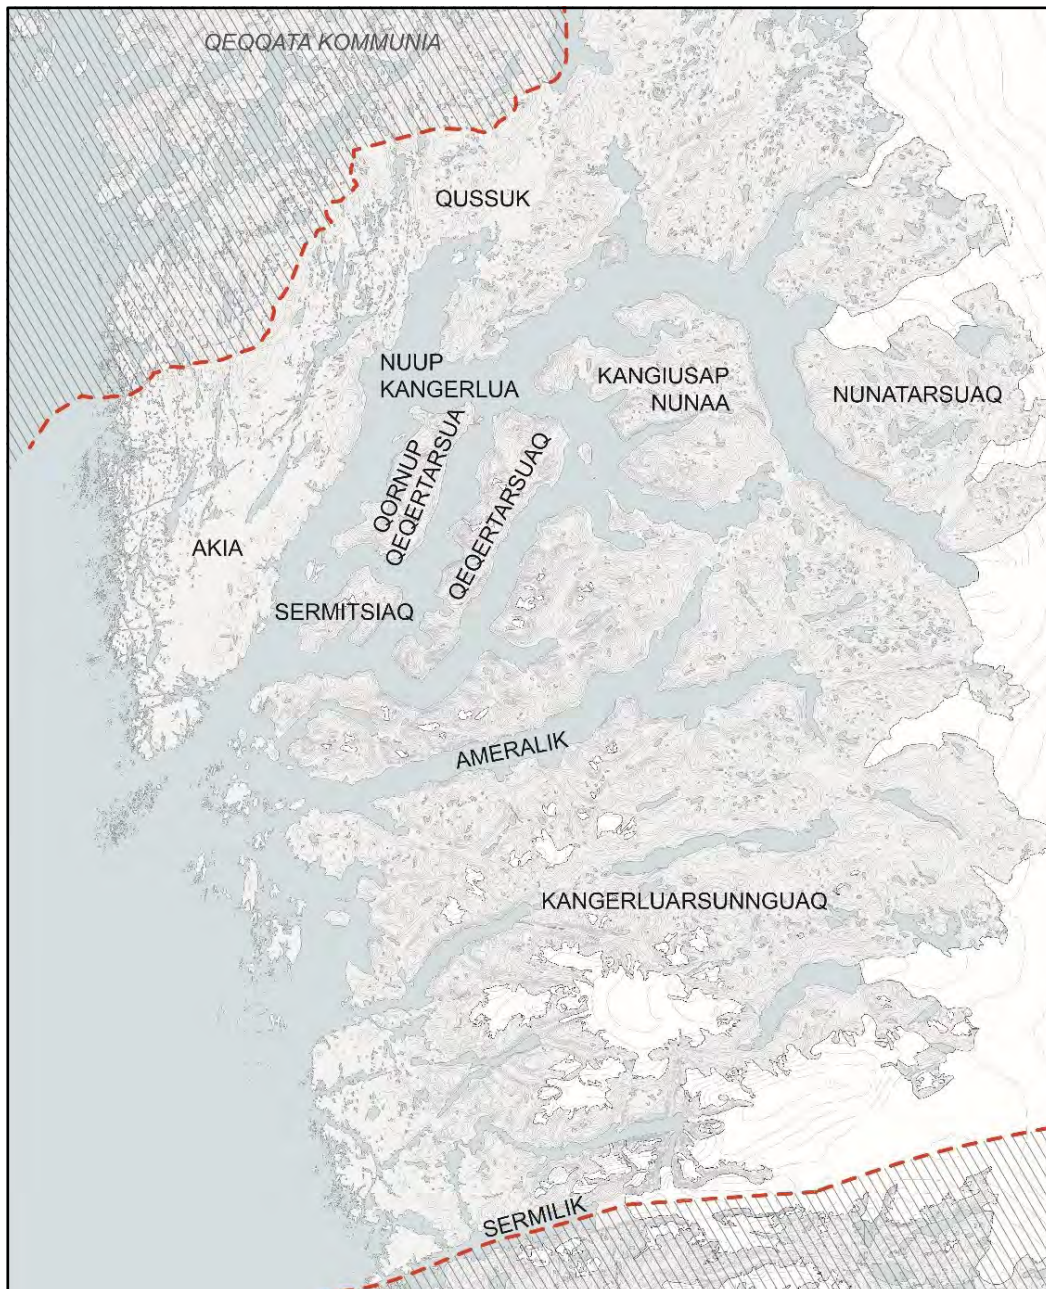 QEQQATA KOMMUNIA
QUSSUK
NUUP
KANGERLUA
KANGIUSAP
NUNAA
NUNATARSUAQ
QORNUP
QEQERTARSUA
QEQERTARSUAQ
AKIA
SERMITSIAQ
AMERALIK
KANGERLUARSUNNGUAQ
SERMILIK